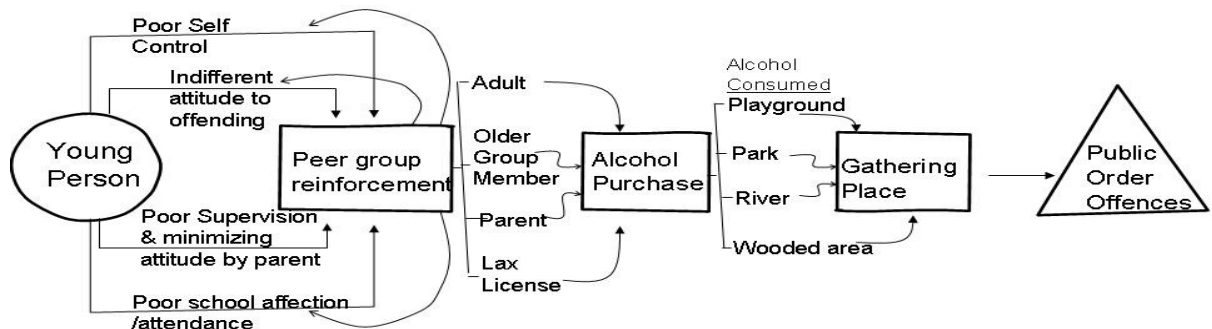 Poor Self
Control
Indifferent
attitude to
offending
Young
Person
Poor Supervision
& minimizing
attitude by parent
Poor school affection
/attendance
Peer group
reinforcement
Adult
Older
Group
Member
Parent
Lax
License
Alcohol
Purchase
Alcohol
Consumed
Playground
Park
River
Wooded area
Gathering
Place
Public
Order
Offences